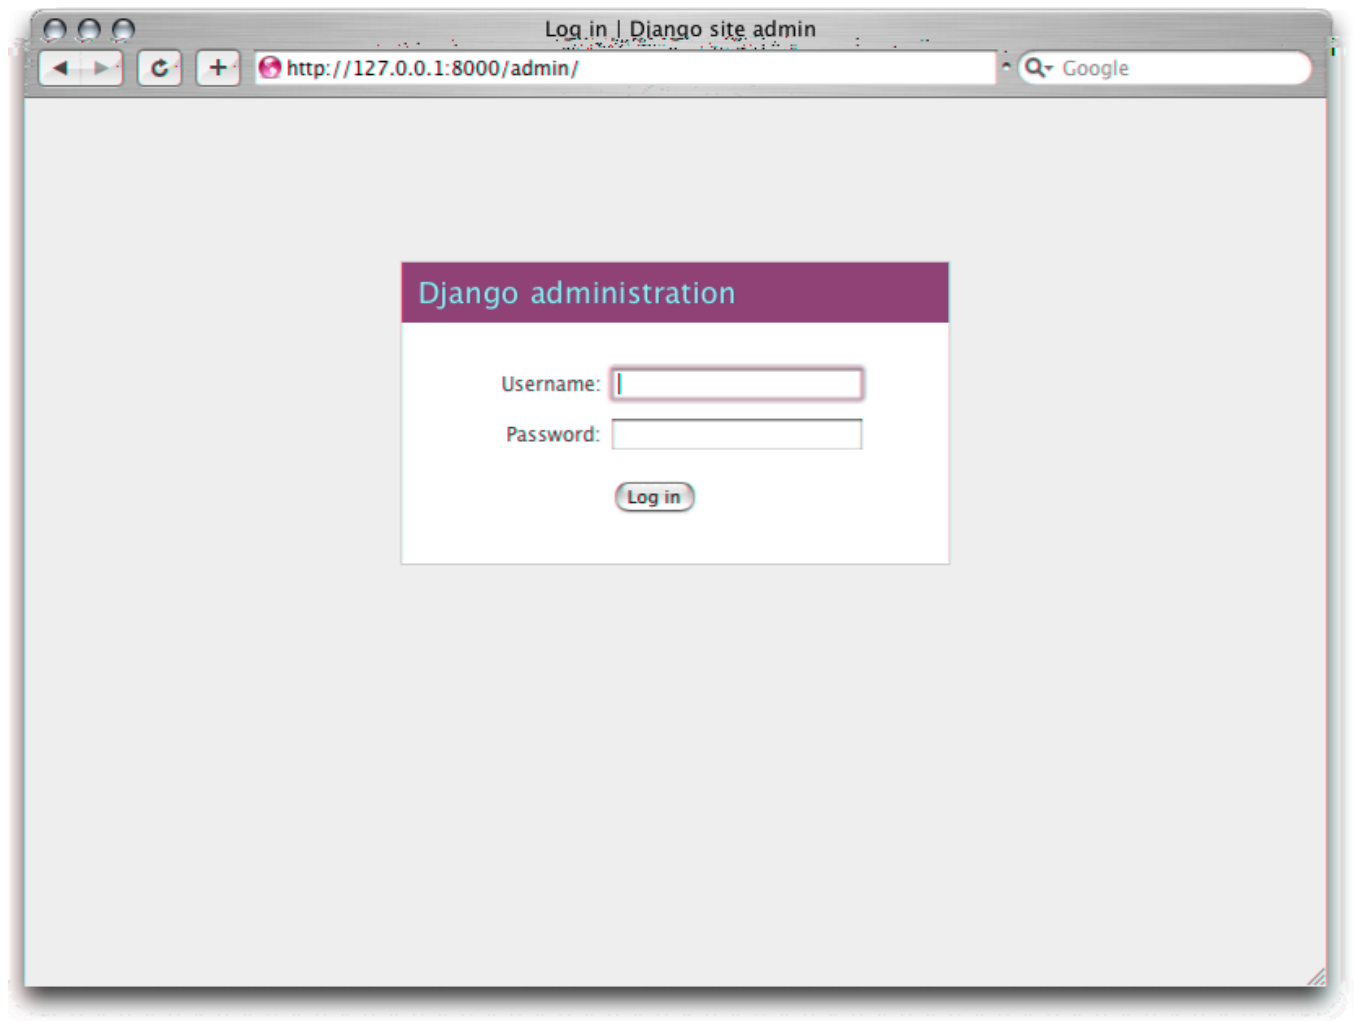 Log in | Django site admin
http://127.0.0.1:8000/admin/
Google
Django administration
Username:
Password:
Log in